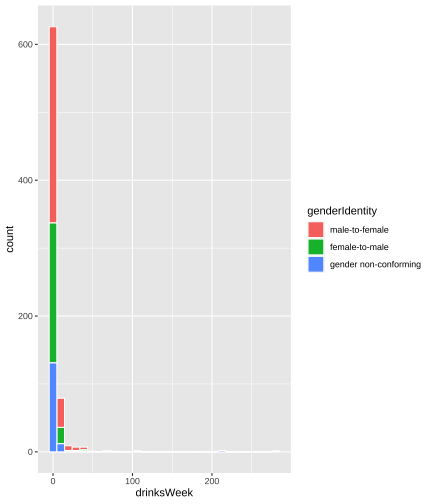 600
400
200
0
count
0
100
200
drinksWeek
genderIdentity
male-to-female
female-to-male
gender non-conforming